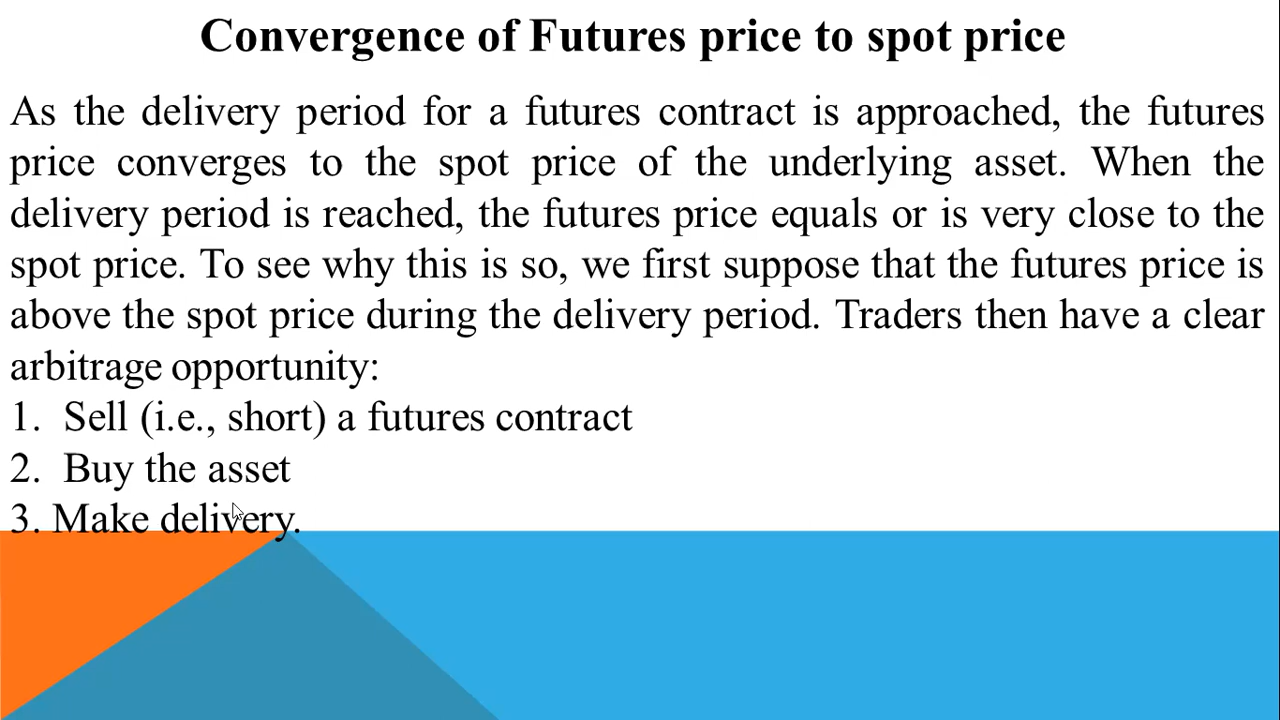 Convergence of Futures price to spot price
As the delivery period for a futures contract is approached, the futures
price converges to the spot price of the underlying asset. When the
delivery period is reached, the futures price equals or is very close to the
spot price. To see why this is so, we first suppose that the futures price is
above the spot price during the delivery period. Traders then have a clear
arbitrage opportunity:
1. Sell (i.e., short) a futures contract
2. Buy the asset
3. Make delivery.